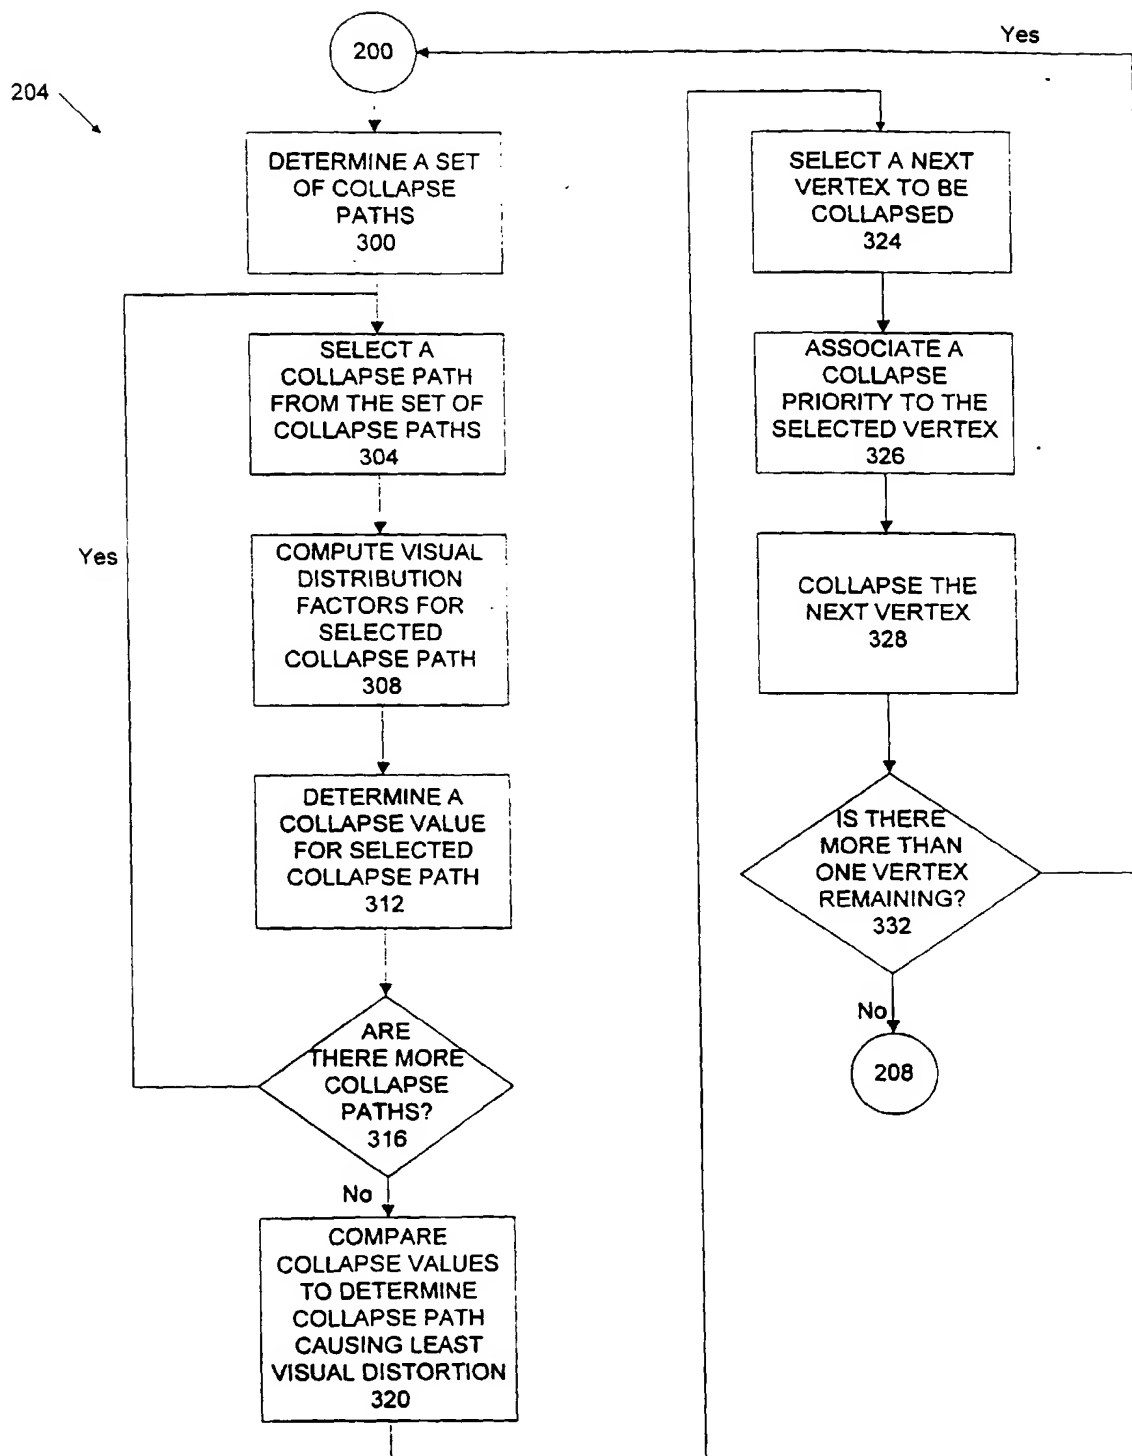 200
Yes
204
DETERMINE A SET
OF COLLAPSE
PATHS
300
SELECT A
COLLAPSE PATH
FROM THE SET OF
COLLAPSE PATHS
304
Yes
COMPUTE VISUAL
DISTRIBUTION
FACTORS FOR
SELECTED
COLLAPSE PATH
308
DETERMINE A
COLLAPSE VALUE
FOR SELECTED
COLLAPSE PATH
312
ARE
THERE MORE
COLLAPSE
PATHS?
316
No
COMPARE
COLLAPSE VALUES
TO DETERMINE
COLLAPSE PATH
CAUSING LEAST
VISUAL DISTORTION
320
SELECT A NEXT
VERTEX TO BE
COLLAPSED
324
ASSOCIATE A
COLLAPSE
PRIORITY TO THE
SELECTED VERTEX
326
COLLAPSE THE
NEXT VERTEX
328
IS THERE
MORE THAN
ONE VERTEX
REMAINING?
332
No
208